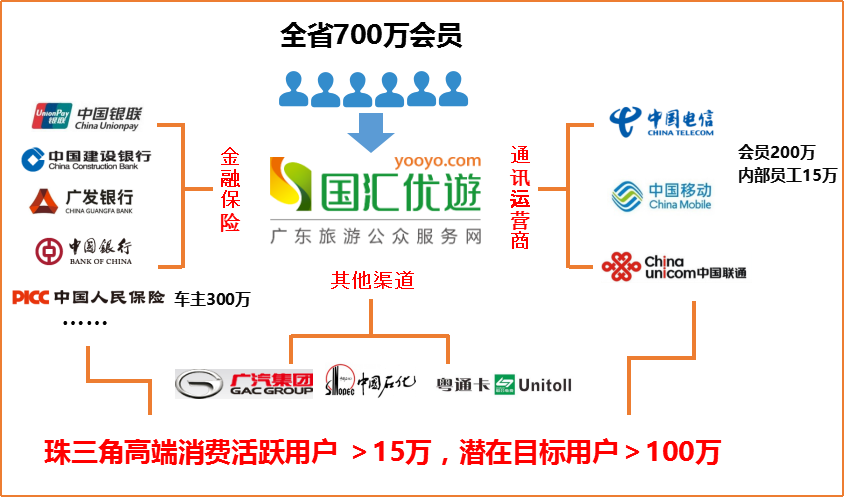 全省700万会员
yooyo.com
国汇优遊
广东旅游公众服务网
金融保险
UnionPay
银联
中国银联
China Unionpay
中国建设银行
China Construction Bank
广发银行
CHINA GUANGFA BANK
中國銀行
BANK OF CHINA
PICC 中国人民保险
车主300万
……
通讯运营商
中国电信
CHINA TELECOM
中国移动
China Mobile
China
unicom中国联通
会员200万
内部员工15万
其他渠道
广汽集团
GAC GROUP
SINOPEC
中国石化
粤通卡
Unitoll
珠三角高端消费活跃用户 ＞15万，潜在目标用户＞100万